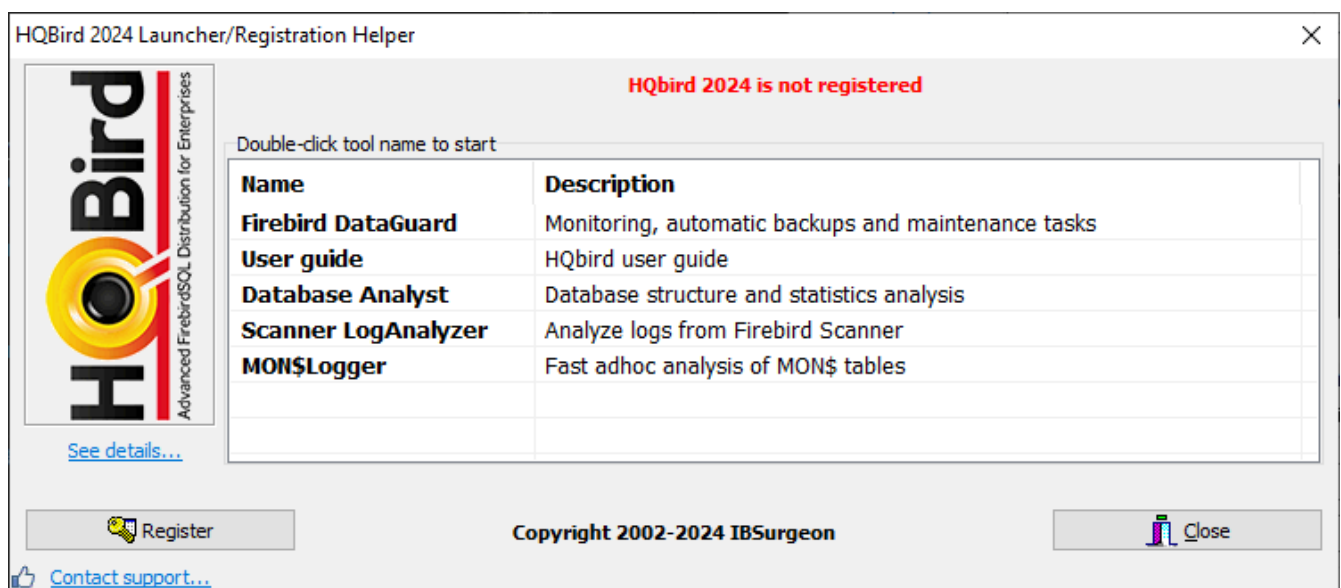 HQBird 2024 Launcher/Registration Helper
HQBird
Advanced FirebirdSQL Distribution for Enterprises
See details...
HQbird 2024 is not registered
Double-click tool name to start
Name Description
Firebird DataGuard Monitoring, automatic backups and maintenance tasks
User guide HQbird user guide
Database Analyst Database structure and statistics analysis
Scanner LogAnalyzer Analyze logs from Firebird Scanner
MON$Logger Fast adhoc analysis of MON$ tables
Register
Copyright 2002-2024 IBSurgeon
Close
Contact support...